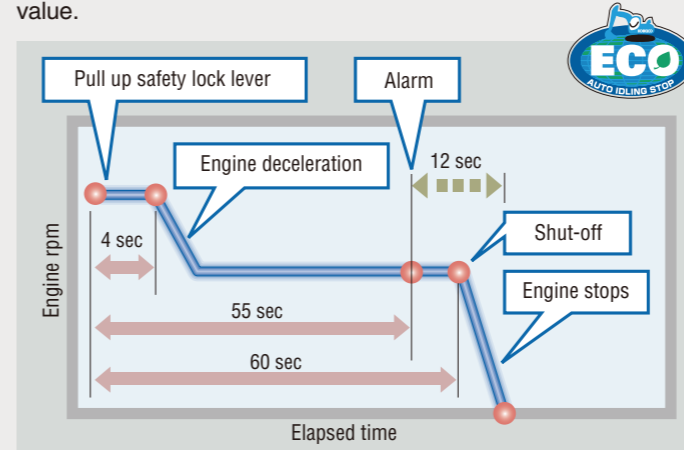 value.
ECO
AUTO IDLING STOP
Pull up safety lock lever
Alarm
Engine deceleration
12 sec
4 sec
Shut-off
Engine rpm
Engine stops
55 sec
60 sec
Elapsed time